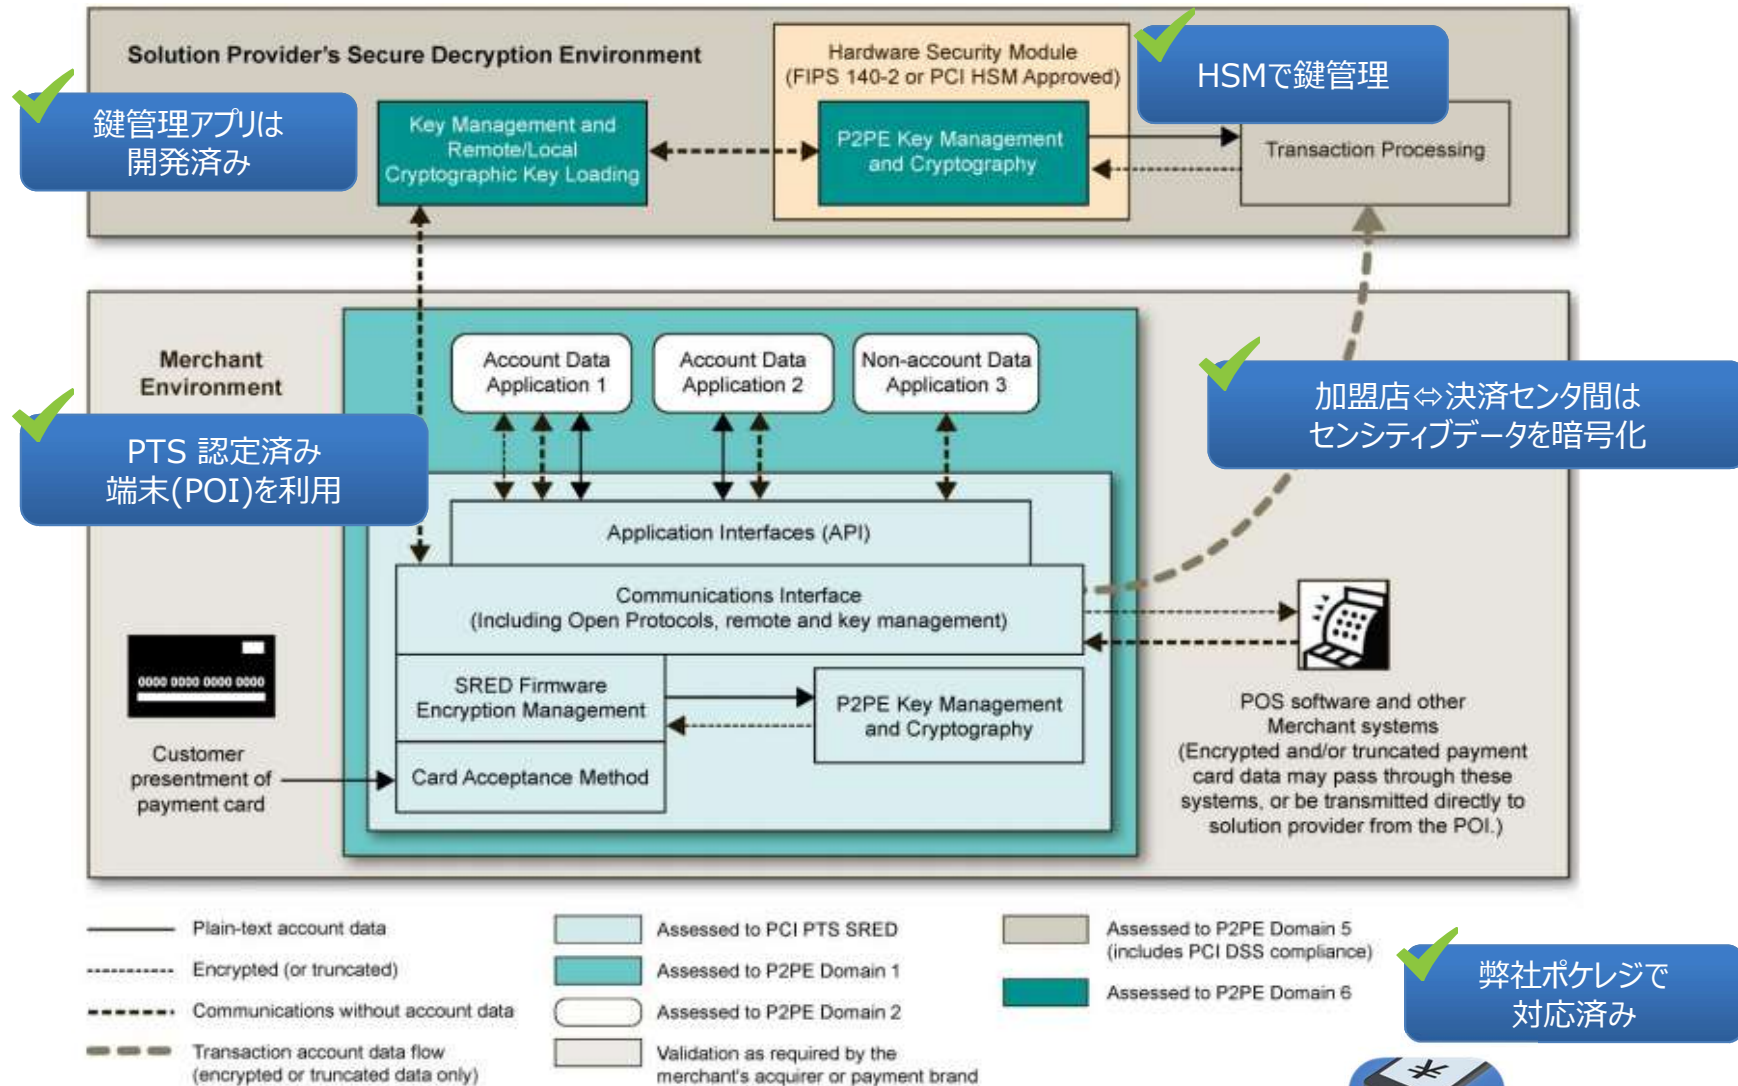 Solution Provider's Secure Decryption Environment
Hardware Security Module
(FIPS 140-2 or PCI HSM Approved)
HSMで鍵管理
鍵管理アプリは
開発済み
Key Management and
Remote/Local
Cryptographic Key Loading
P2PE Key Management
and Cryptography
Transaction Processing
Merchant
Environment
Account Data
Application 1
Account Data
Application 2
Non-account Data
Application 3
加盟店⇔決済センタ間は
センシティブデータを暗号化
PTS 認定済み
端末(POI)を利用
Application Interfaces (API)
Communications Interface
(Including Open Protocols, remote and key management)
0000 0000 0000 0000
SRED Firmware
Encryption Management
P2PE Key Management
and Cryptography
Customer
presentment of
payment card
Card Acceptance Method
POS software and other
Merchant systems
(Encrypted and/or truncated payment
card data may pass through these
systems, or be transmitted directly to
solution provider from the POI.)
Plain-text account data
Encrypted (or truncated)
Communications without account data
Transaction account data flow
(encrypted or truncated data only)
Assessed to PCI PTS SRED
Assessed to P2PE Domain 1
Assessed to P2PE Domain 2
Validation as required by the
merchant's acquirer or payment brand
Assessed to P2PE Domain 5
(includes PCI DSS compliance)
Assessed to P2PE Domain 6
弊社ポケレジで
対応済み
¥